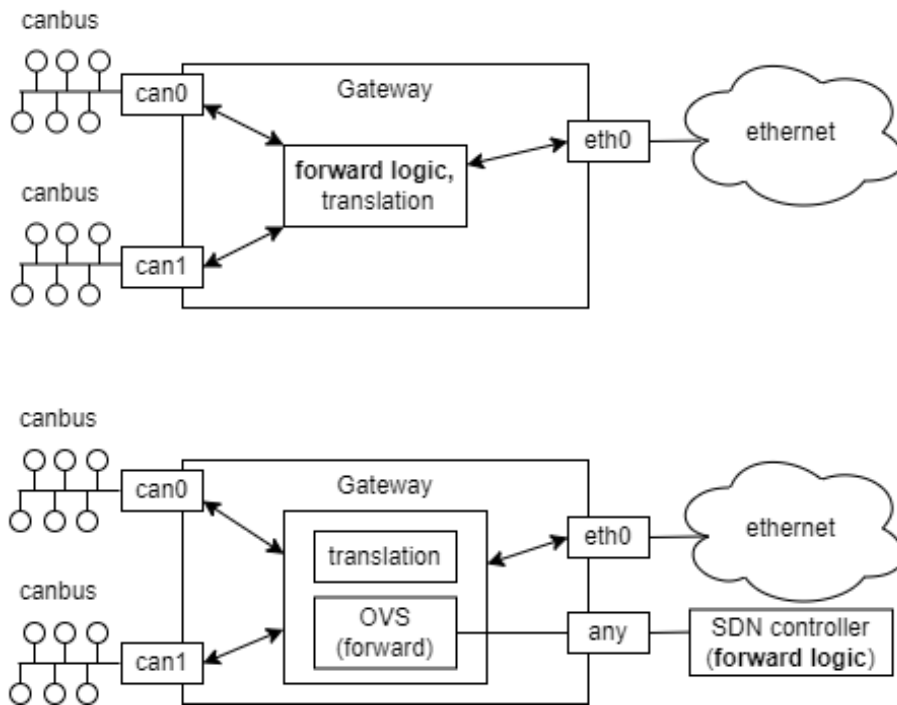 canbus
can0
Gateway
eth0
ethernet
forward logic,
translation
canbus
can1
canbus
can0
Gateway
eth0
ethernet
translation
canbus
can1
OVS
(forward)
any
SDN controller
(forward logic)